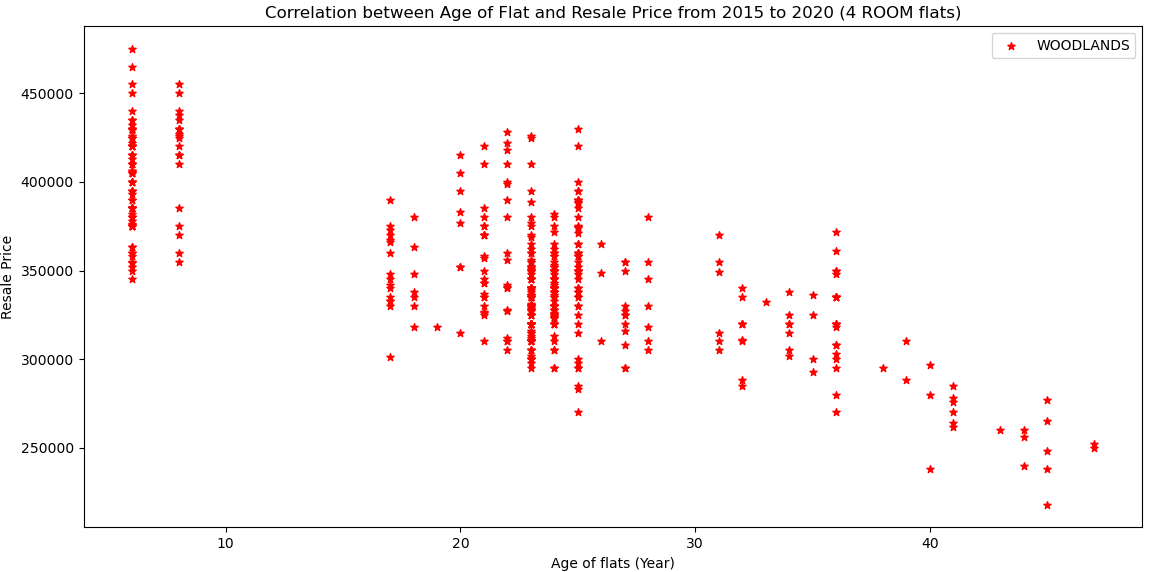 Correlation between Age of Flat and Resale Price from 2015 to 2020 (4 ROOM flats)
WOODLANDS
450000
400000
350000
300000
250000
Resale Price
10
20
30
40
Age of flats (Year)